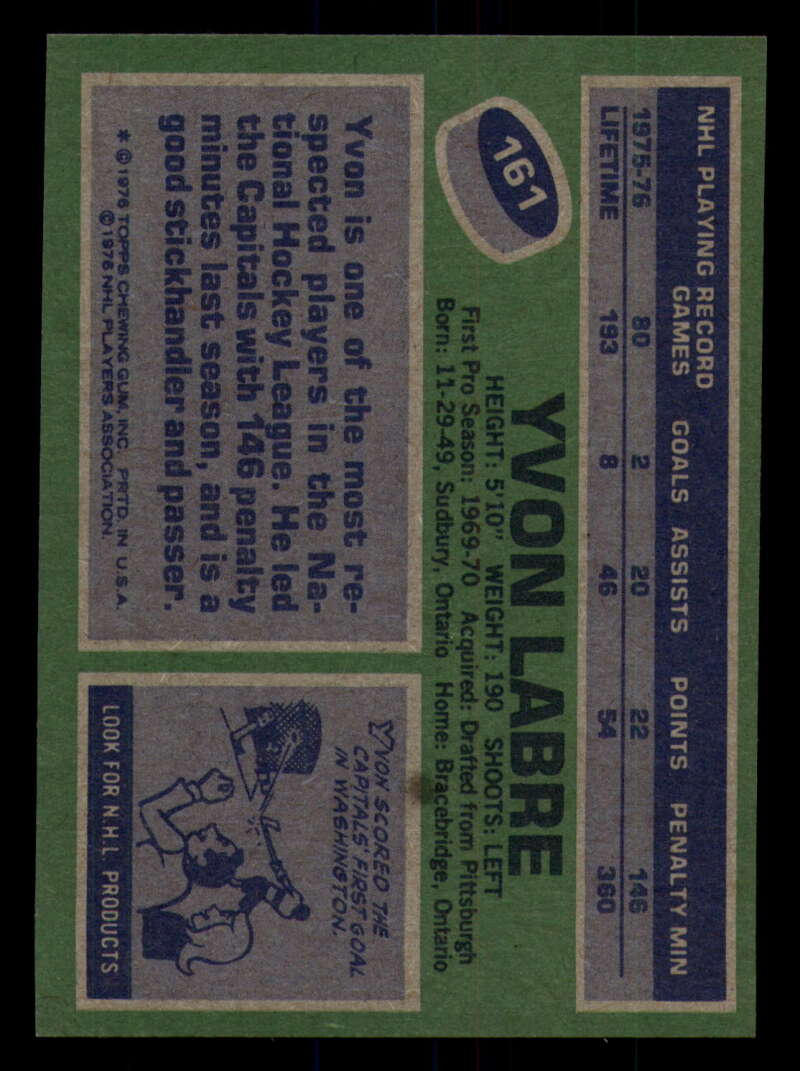 NHL PLAYING RECORD
GAMES GOALS ASSISTS POINTS PENALTY MIN
1975-76 80 2 20 22 146
LIFETIME 193 8 46 54 360
161
YVON LABRE
HEIGHT: 5'10" WEIGHT: 190 SHOOTS: LEFT
First Pro Season: 1969-70 Acquired: Drafted from Pittsburgh
Born: 11-29-49, Sudbury, Ontario Home: Bracebridge, Ontario
Yvon is one of the most re-
spected players in the Na-
tional Hockey League. He led
the Capitals with 146 penalty
minutes last season, and is a
good stickhandler and passer.
* © 1976 TOPPS CHEWING GUM, INC. PRTD. IN U.S.A.
© 1976 NHL PLAYERS ASSOCIATION.
YVON SCORED THE
CAPITALS' FIRST GOAL
IN WASHINGTON.
LOOK FOR N.H.L. PRODUCTS